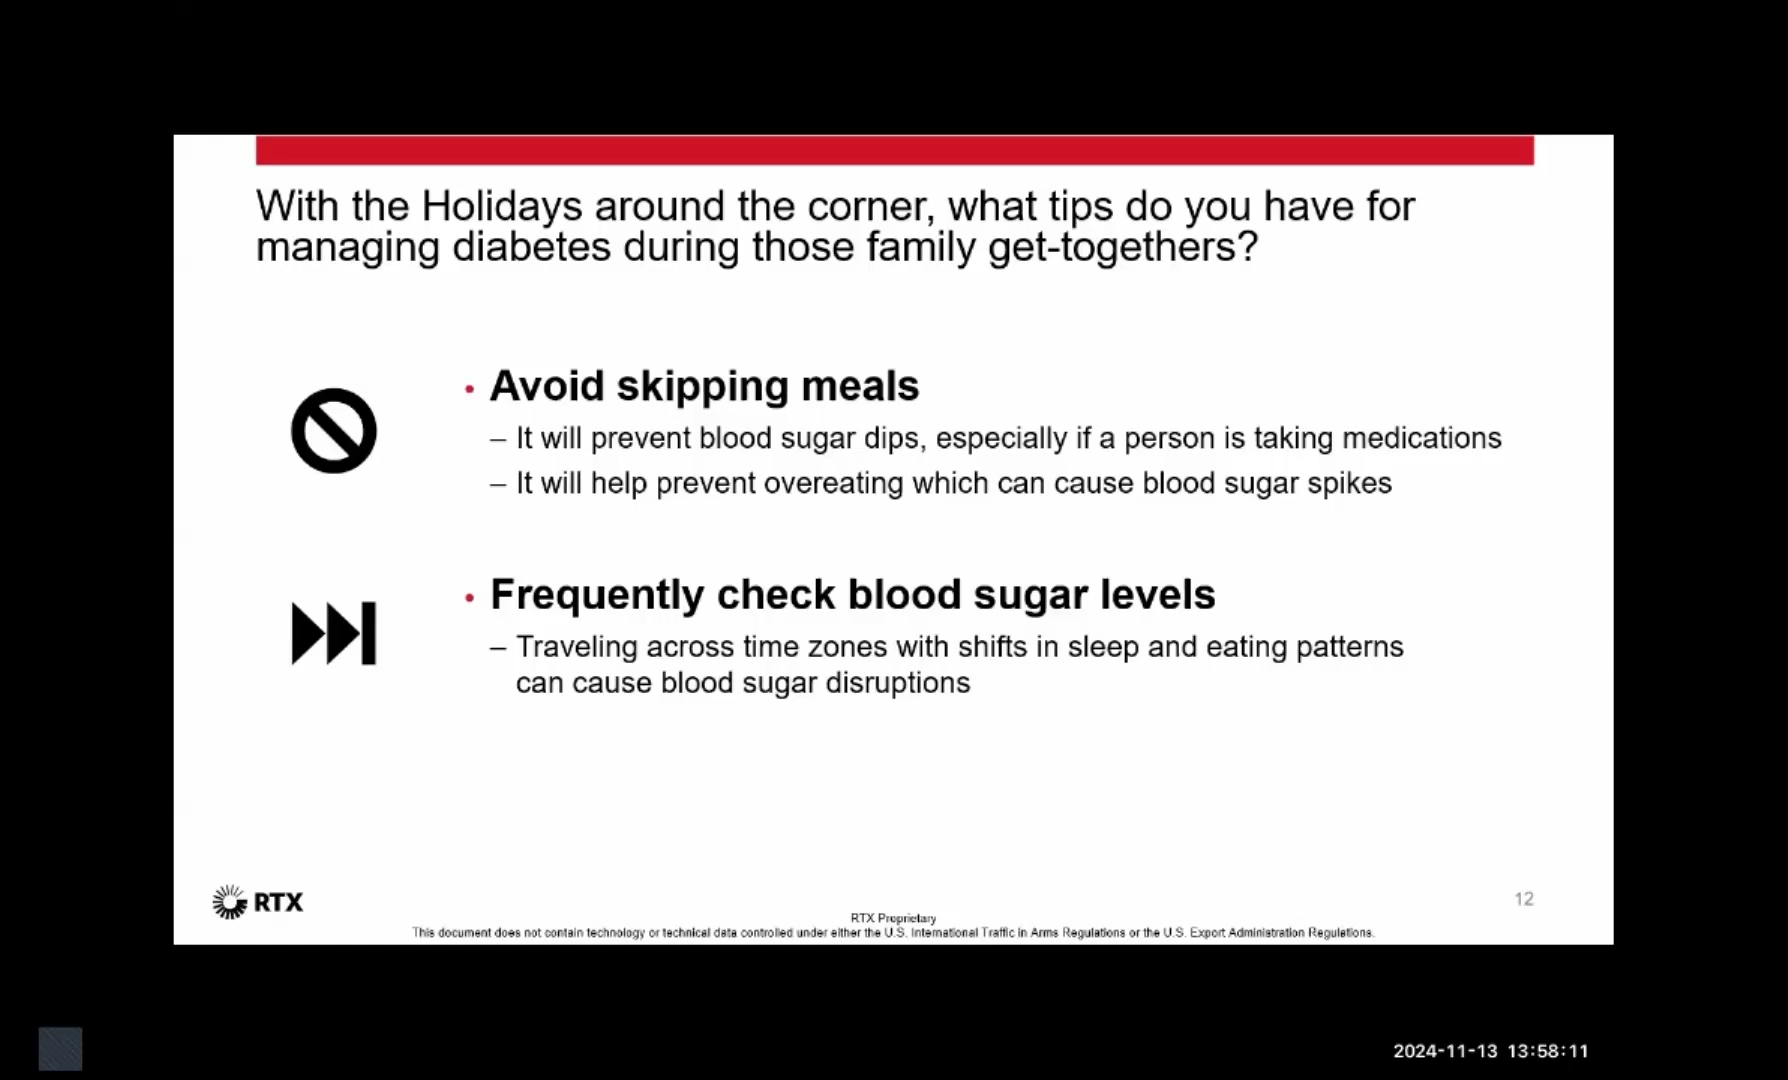 With the Holidays around the corner, what tips do you have for
managing diabetes during those family get-togethers?
• Avoid skipping meals
– It will prevent blood sugar dips, especially if a person is taking medications
– It will help prevent overeating which can cause blood sugar spikes
• Frequently check blood sugar levels
– Traveling across time zones with shifts in sleep and eating patterns
can cause blood sugar disruptions
RTX
12
RTX Proprietary
This document does not contain technology or technical data controlled under either the U.S. International Traffic in Arms Regulations or the U.S. Export Administration Regulations.
2024-11-13 13:58:11